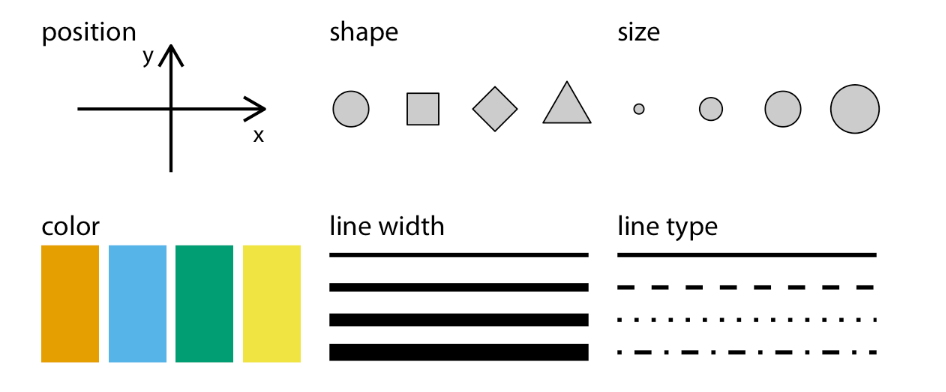 position
y
x
shape
size
color
line width
line type